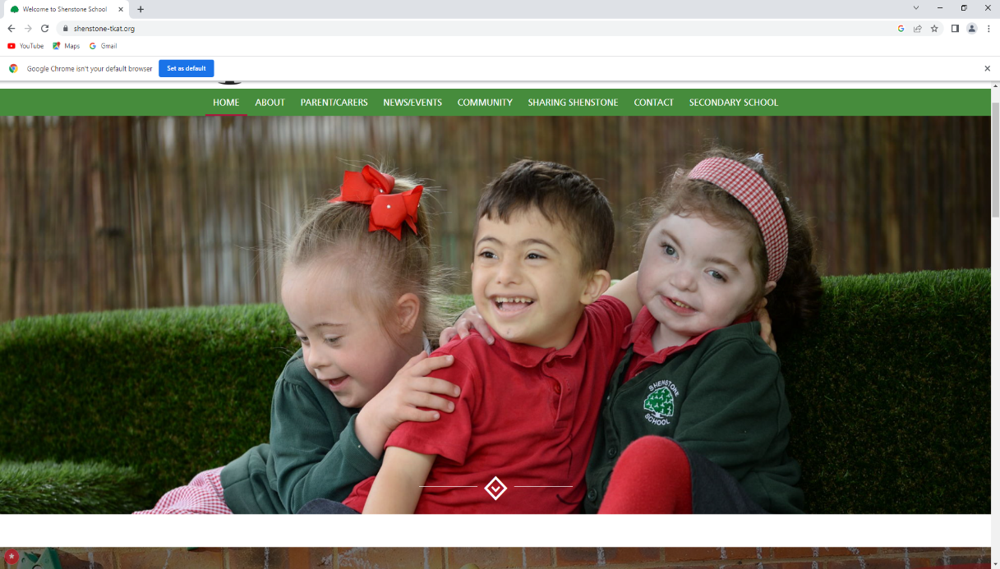 Welcome to Shenstone School
shenstone-tkat.org
YouTube Maps Gmail
Google Chrome isn't your default browser Set as default
HOME ABOUT PARENT/CARERS NEWS/EVENTS COMMUNITY SHARING SHENSTONE CONTACT SECONDARY SCHOOL
SHENSTONE
SCHOOL